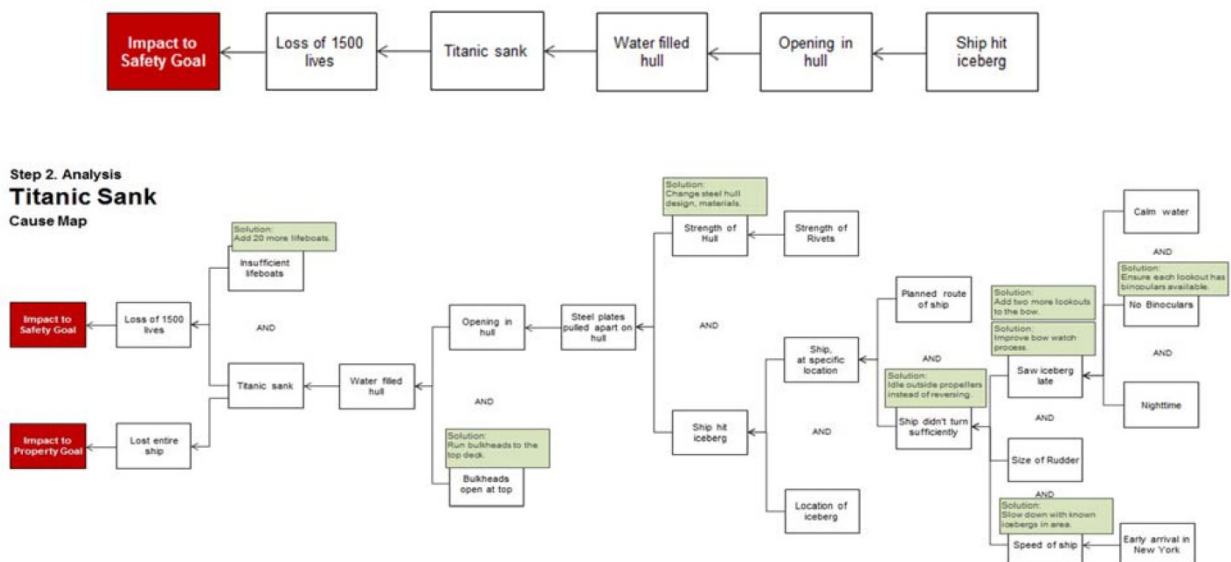 Impact to
Safety Goal
Loss of 1500
lives
Titanic sank
Water filled
hull
Opening in
hull
Ship hit
iceberg
Step 2. Analysis
Titanic Sank
Cause Map
Solution:
Add 20 more lifeboats.
Insufficient
lifeboats
Impact to
Safety Goal
Loss of 1500
lives
AND
Titanic sank
Impact to
Property Goal
Lost entire
ship
Water filled
hull
Opening in
hull
AND
Solution:
Run bulkheads to the
top deck.
Bulkheads
open at top
Steel plates
pulled apart on
hull
Solution:
Change steel hull
design, materials.
Strength of
Hull
Strength of
Rivets
AND
Ship hit
iceberg
Ship,
at specific
location
AND
Location of
iceberg
Planned route
of ship
AND
Solution:
Idle outside propellers
instead of reversing.
Ship didn't turn
sufficiently
Solution:
Add two more lookouts
to the bow.
Solution:
Improve bow watch
process.
Saw iceberg
late
AND
Size of Rudder
AND
Solution:
Slow down with known
icebergs in area.
Speed of ship
Early arrival in
New York
Calm water
AND
Solution:
Ensure each lookout has
binoculars available.
No Binoculars
AND
Nighttime